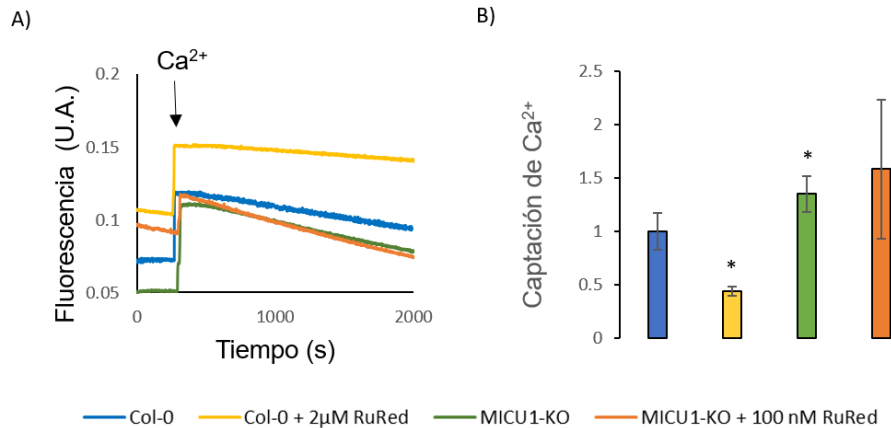 A)
Ca²⁺
Fluorescencia (U.A.)
0.2
0.15
0.1
0.05
0
1000
2000
Tiempo (s)
B)
Captación de Ca²⁺
2.5
2
1.5
1
0.5
0
*
*
Col-0
Col-0 + 2µM RuRed
MICU1-KO
MICU1-KO + 100 nM RuRed